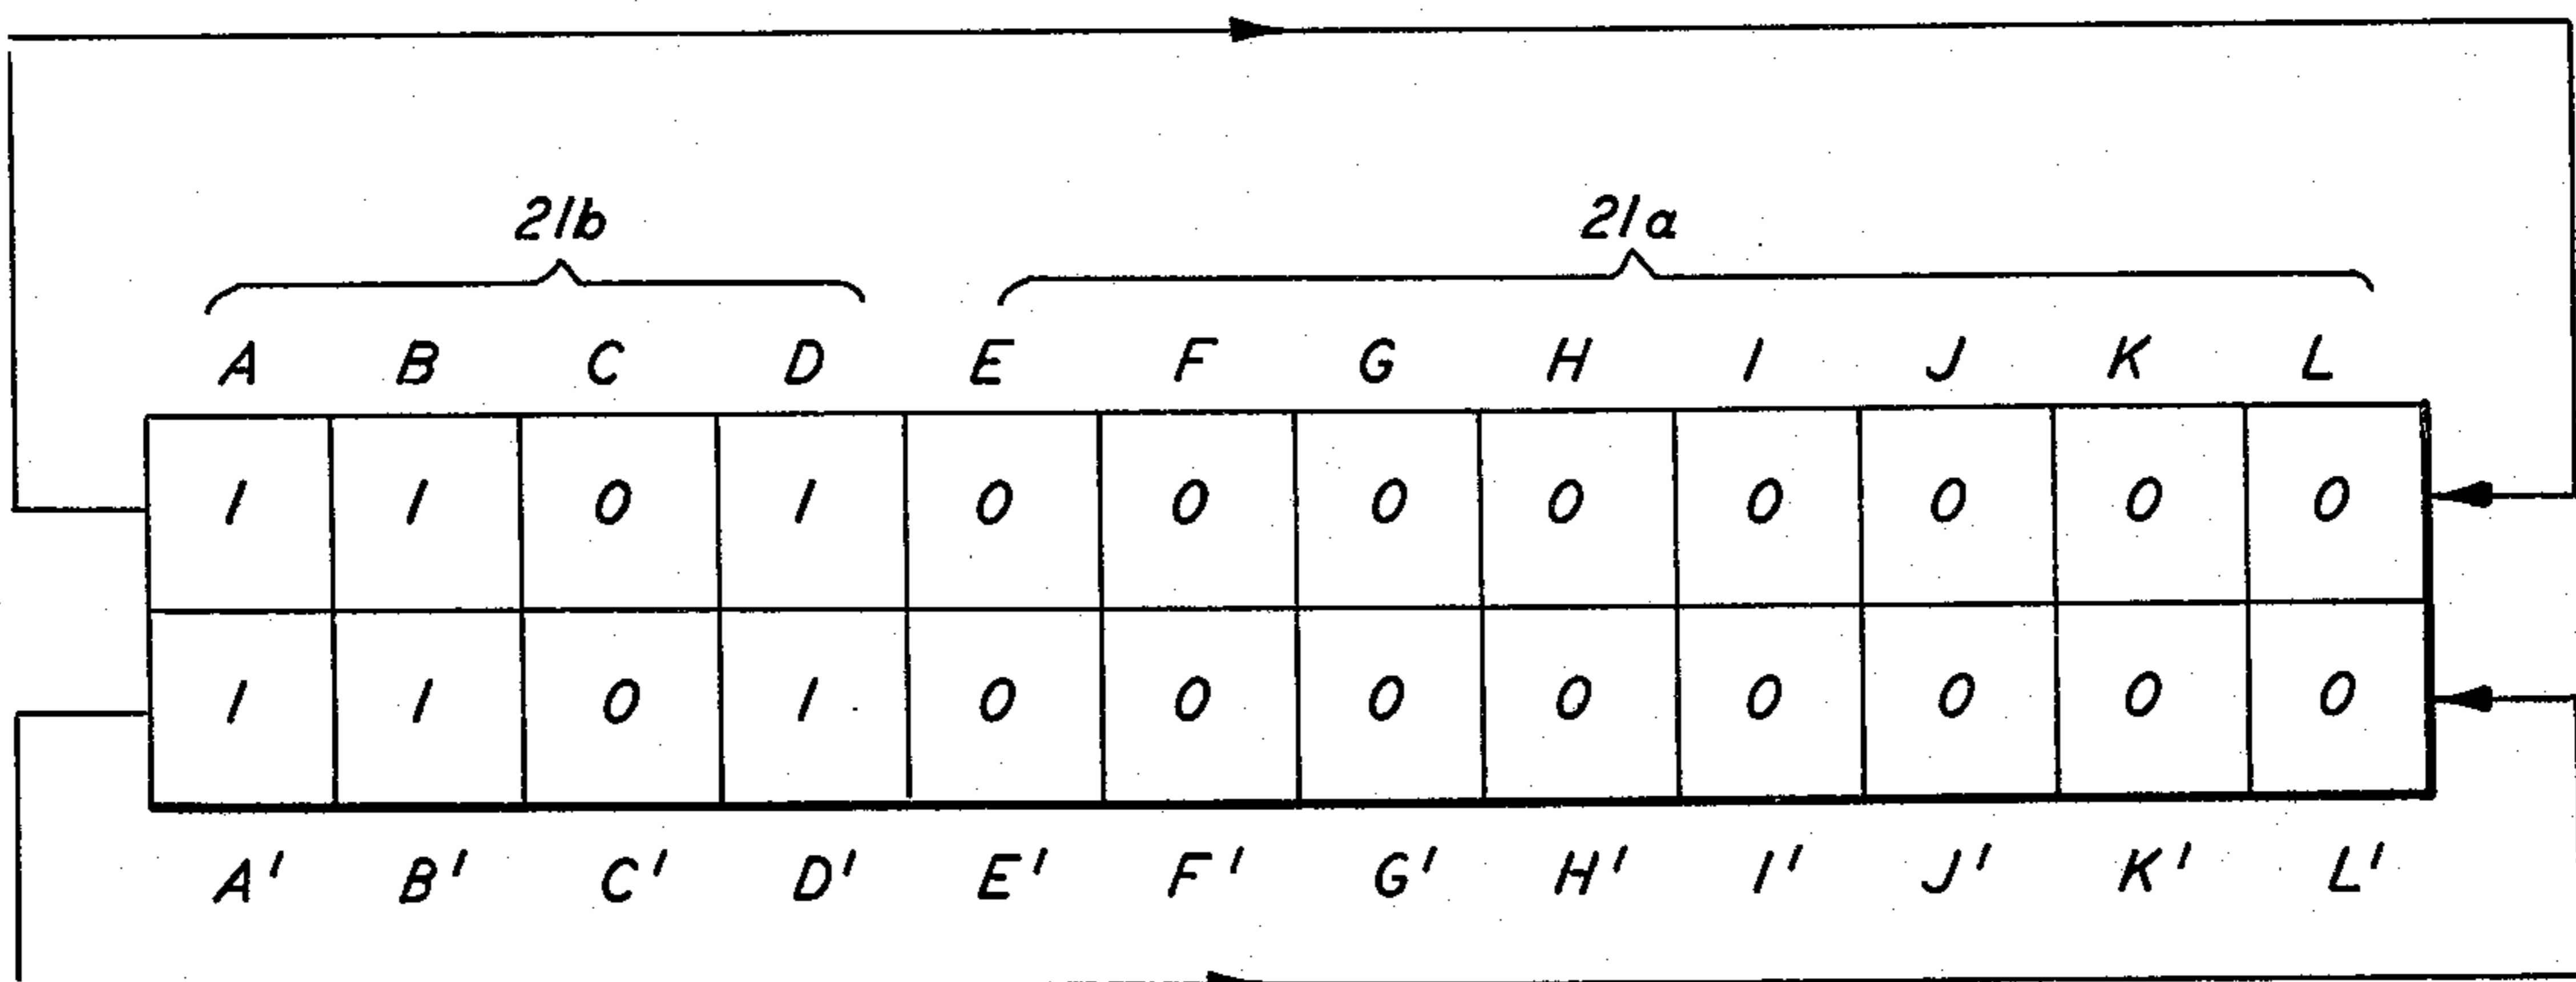 21b 21a
A B C D E F G H I J K L
1 1 0 1 0 0 0 0 0 0 0 0
1 1 0 1 0 0 0 0 0 0 0 0
A' B' C' D' E' F' G' H' I' J' K' L'